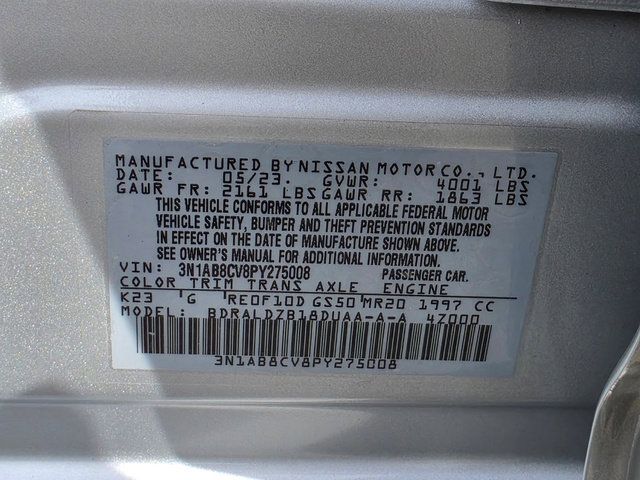 MANUFACTURED BY NISSAN MOTOR CO., LTD.
DATE: 05/23. GVWR: 4001 LBS
GAWR FR: 2161 LBS GAWR RR: 1863 LBS
THIS VEHICLE CONFORMS TO ALL APPLICABLE FEDERAL MOTOR
VEHICLE SAFETY, BUMPER AND THEFT PREVENTION STANDARDS
IN EFFECT ON THE DATE OF MANUFACTURE SHOWN ABOVE.
SEE OWNER'S MANUAL FOR ADDITIONAL INFORMATION.
VIN: 3N1AB8CV8PY275008 PASSENGER CAR.
COLOR TRIM TRANS AXLE ENGINE
K23 G RE0F10D GS50 MR20 1997 CC
MODEL: BDRALDZB18DUAA-A-A 4Z000
3N1AB8CV8PY275008